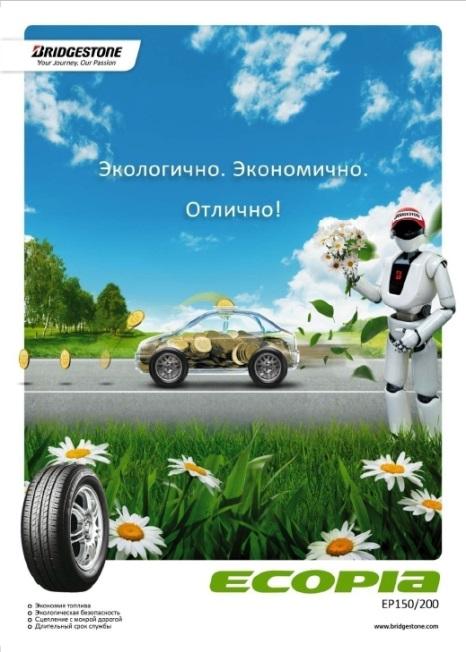 BRIDGESTONE
Your Journey, Our Passion
Экологично. Экономично.
Отлично!
BRIDGESTONE
ECOPIA
EP150/200
Экономия топлива
Экологическая безопасность
Сцепление с мокрой дорогой
Длительный срок службы
www.bridgestone.com